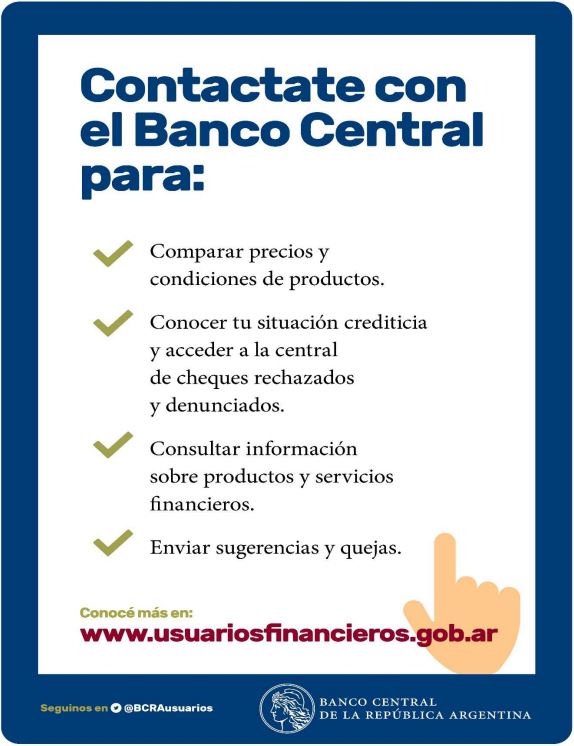 Contactate con
el Banco Central
para:
Comparar precios y
condiciones de productos.
Conocer tu situación crediticia
y acceder a la central
de cheques rechazados
y denunciados.
Consultar información
sobre productos y servicios
financieros.
Enviar sugerencias y quejas.
Conocé más en:
www.usuariosfinancieros.gob.ar
Seguinos en @BCRAusuarios
BANCO CENTRAL
DE LA REPÚBLICA ARGENTINA